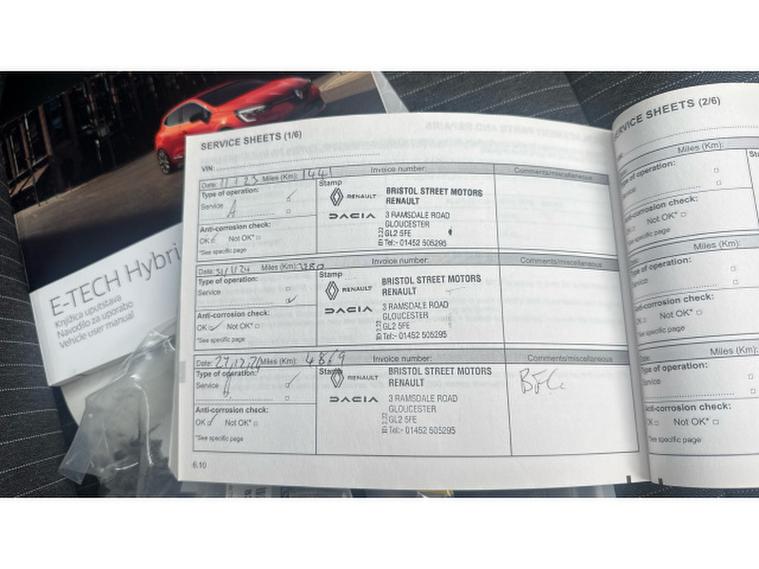 SERVICE SHEETS (1/6)
VIN:
Date: 11.1.23 Miles (Km): 1441 Invoice number: Comments/miscellaneous
Type of operation: Stamp
Service
A
RENAULT
DACIA
BRISTOL STREET MOTORS
RENAULT
3 RAMSDALE ROAD
GLOUCESTER
GL2 5FE
Tel:- 01452 505295
Anti-corrosion check:
OK Not OK*
*See specific page
Date: Miles (Km): 3280 Invoice number: Comments/miscellaneous
Type of operation: Stamp
Service
RENAULT
DACIA
BRISTOL STREET MOTORS
RENAULT
3 RAMSDALE ROAD
GLOUCESTER
GL2 5FE
Tel:- 01452 505295
Anti-corrosion check:
OK Not OK*
*See specific page
Date: 27/12/24 Miles (Km): 4869 Invoice number: Comments/miscellaneous
Type of operation: Stamp
Service
RENAULT
DACIA
BRISTOL STREET MOTORS
RENAULT
3 RAMSDALE ROAD
GLOUCESTER
GL2 5FE
Tel:- 01452 505295
Anti-corrosion check:
OK Not OK*
*See specific page
6.10
SERVICE SHEETS (2/6)
Miles (Km):
Type of operation:
Service
Anti-corrosion check:
Not OK*
*See specific page
Miles (Km):
Type of operation:
Service
Anti-corrosion check:
OK Not OK*
*See specific page
Miles (Km):
Type of operation:
Service
Anti-corrosion check:
Not OK*
*See specific page
E-TECH Hybri
Knjižica uputstava
Navodilo za uporabo
Vehicle user manual